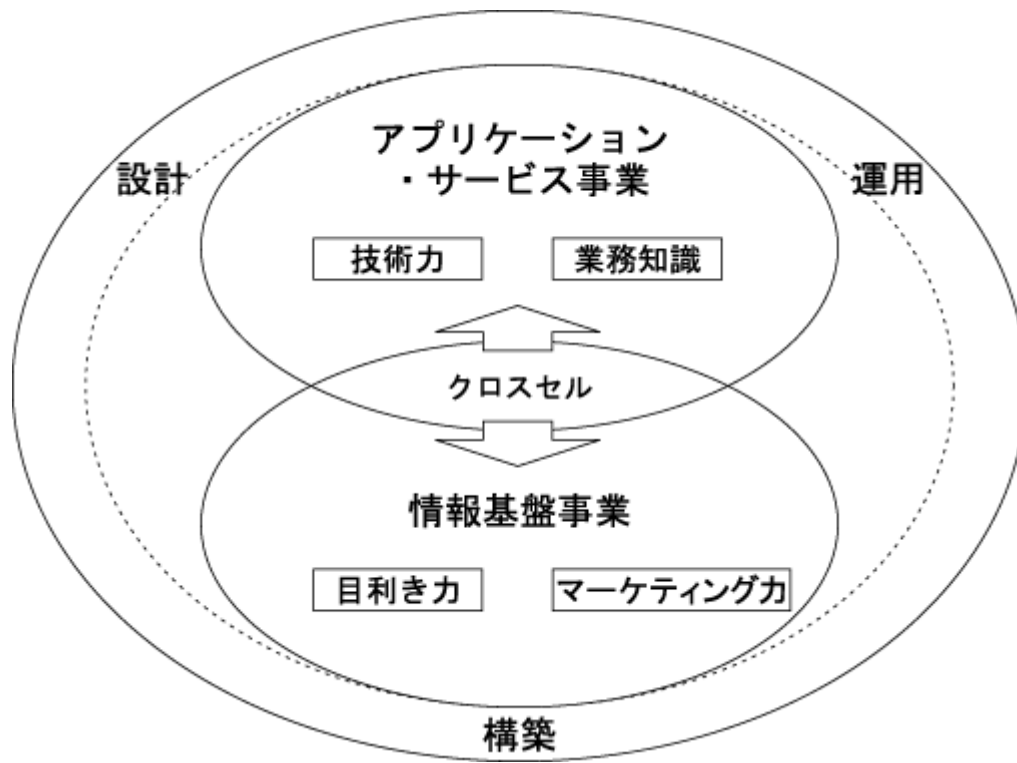 アプリケーション
・サービス事業
設計
運用
技術力
業務知識
クロスセル
情報基盤事業
目利き力
マーケティング力
構築